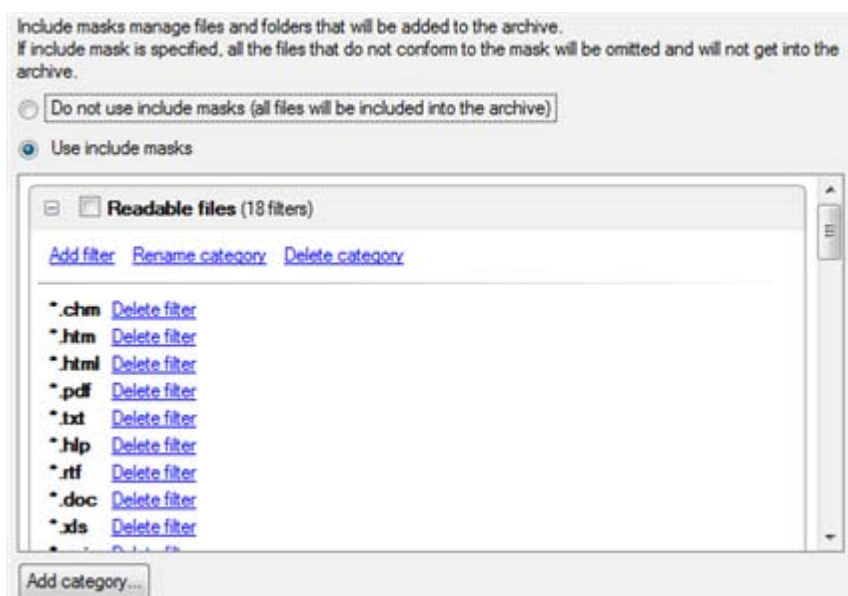 Include masks manage files and folders that will be added to the archive.
If include mask is specified, all the files that do not conform to the mask will be omitted and will not get into the
archive.
Do not use include masks (all files will be included into the archive)
Use include masks
Readable files (18 filters)
Add filter Rename category Delete category
*.chm Delete filter
*.htm Delete filter
*.html Delete filter
*.pdf Delete filter
*.txt Delete filter
*.hlp Delete filter
*.rtf Delete filter
*.doc Delete filter
*.xls Delete filter
Add category...